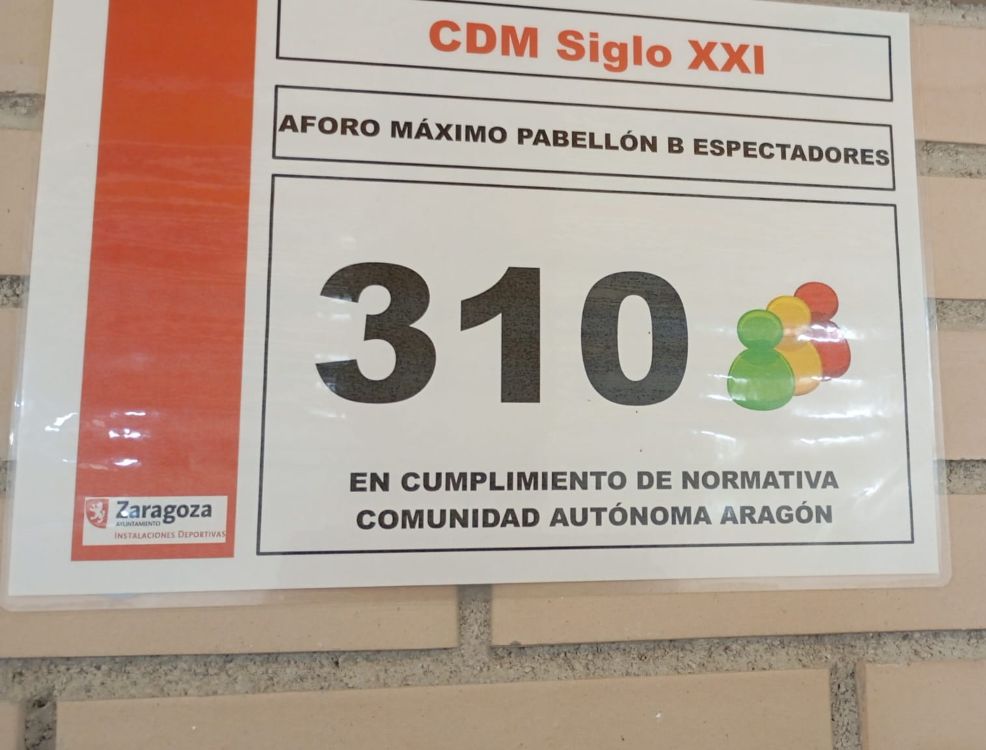 CDM Siglo XXI
AFORO MÁXIMO PABELLÓN B ESPECTADORES
310
EN CUMPLIMIENTO DE NORMATIVA
COMUNIDAD AUTÓNOMA ARAGÓN
Zaragoza
AYUNTAMIENTO
INSTALACIONES DEPORTIVAS